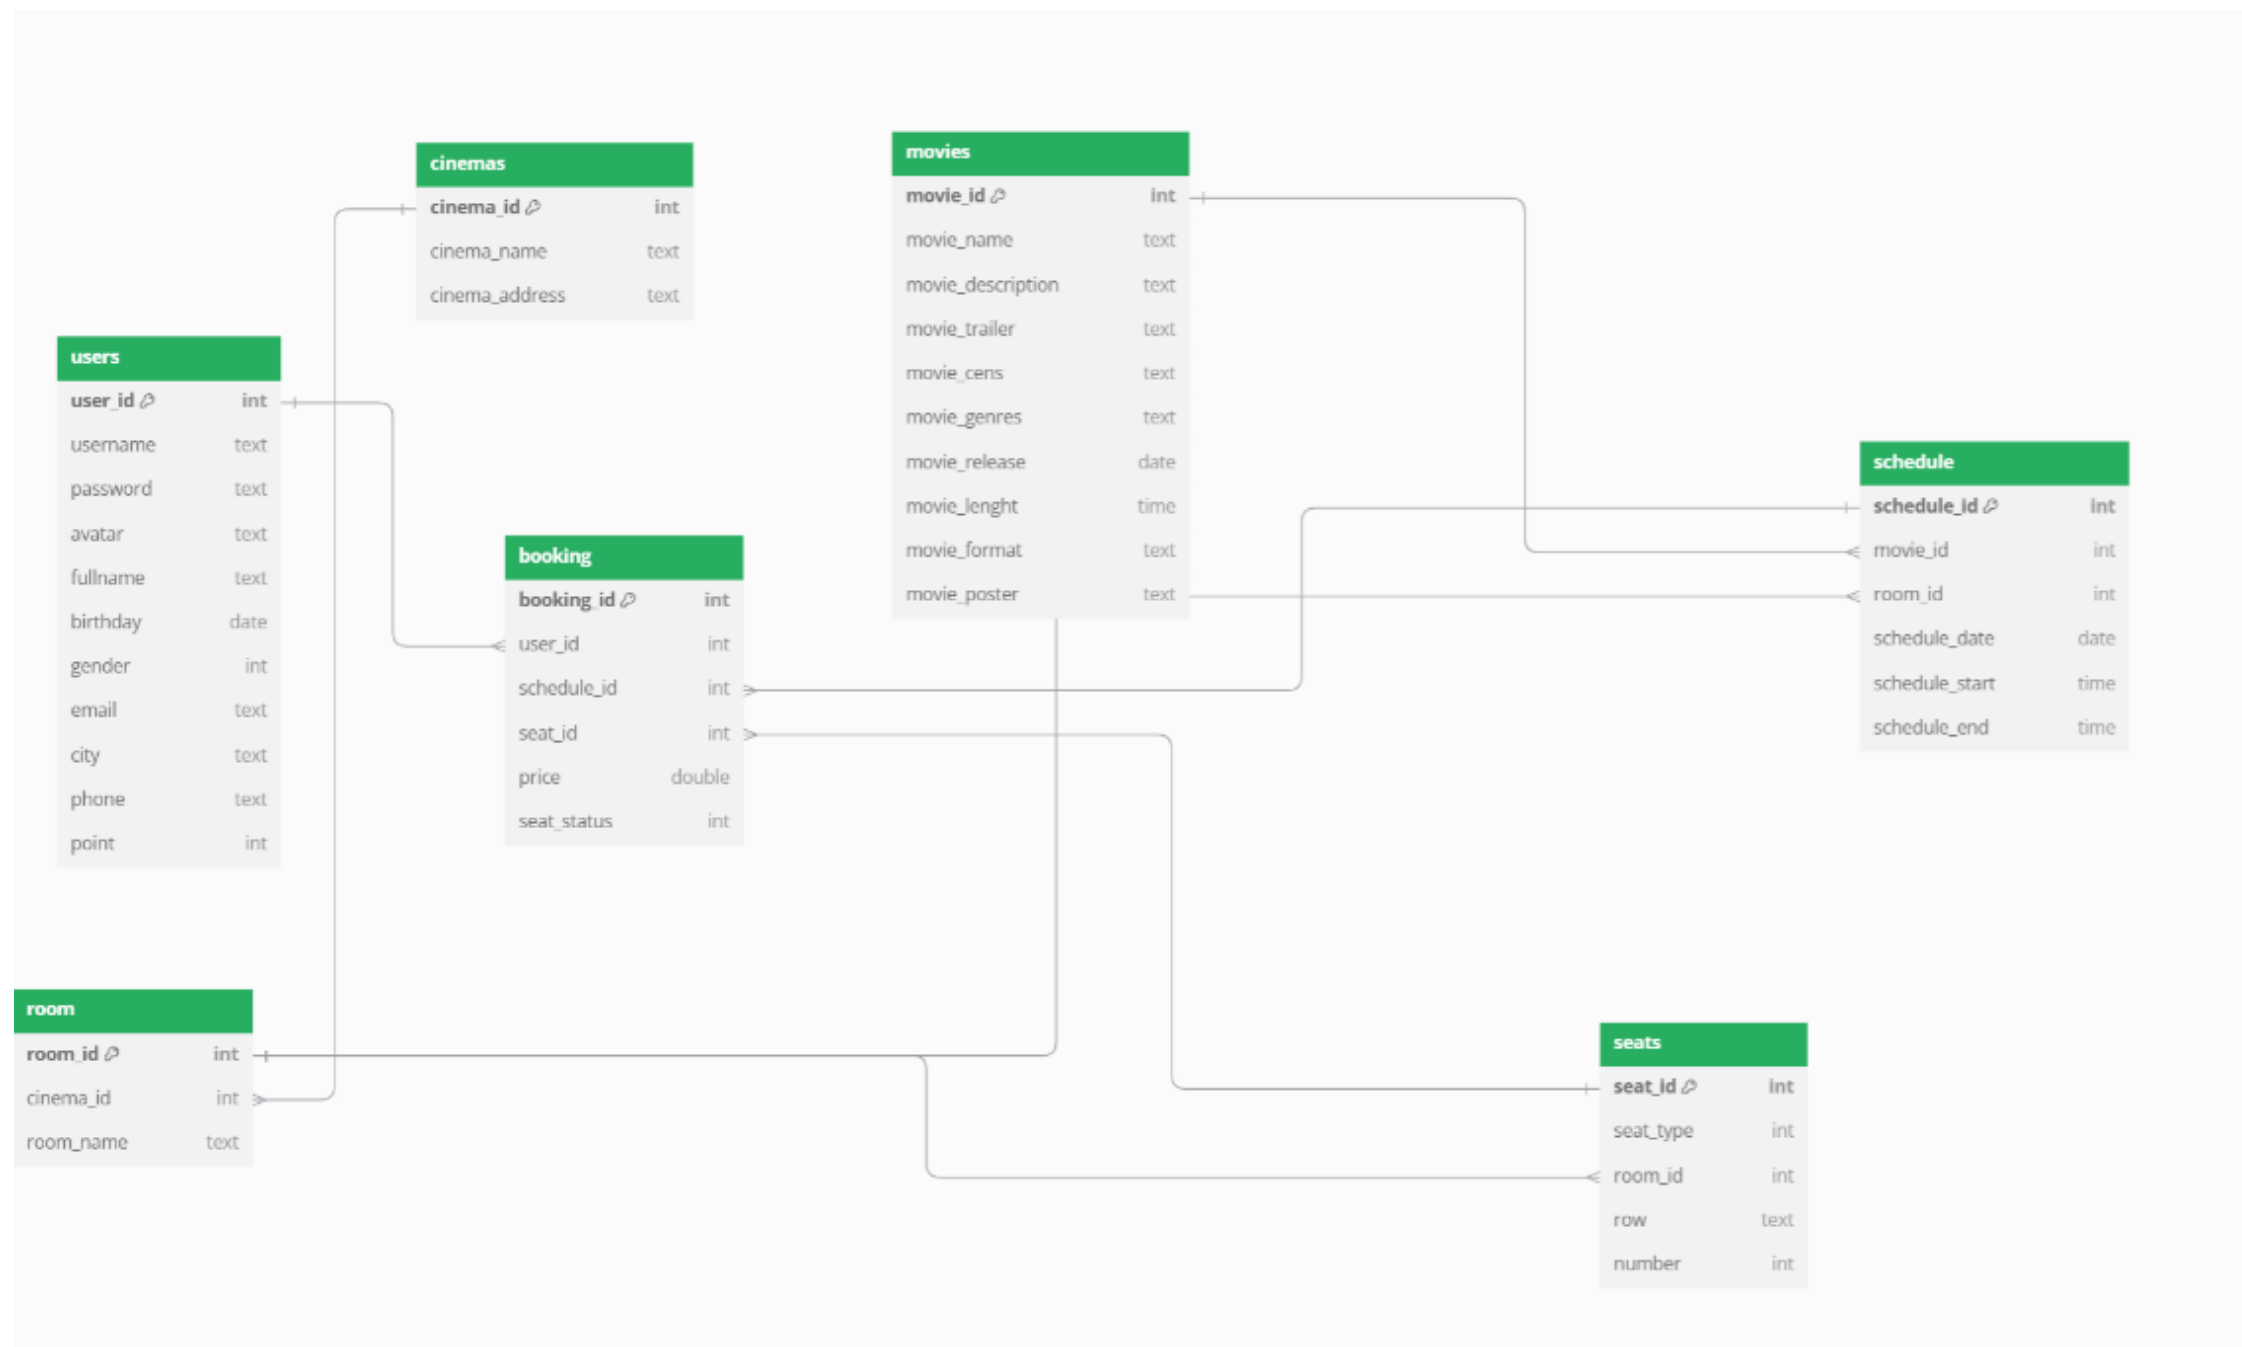 cinemas
cinema_id int
cinema_name text
cinema_address text
movies
movie_id int
movie_name text
movie_description text
movie_trailer text
movie_cens text
movie_genres text
movie_release date
movie_lenght time
movie_format text
movie_poster text
users
user_id int
username text
password text
avatar text
fullname text
birthday date
gender int
email text
city text
phone text
point int
booking
booking_id int
user_id int
schedule_id int
seat_id int
price double
seat_status int
schedule
schedule_id int
movie_id int
room_id int
schedule_date date
schedule_start time
schedule_end time
room
room_id int
cinema_id int
room_name text
seats
seat_id int
seat_type int
room_id int
row text
number int